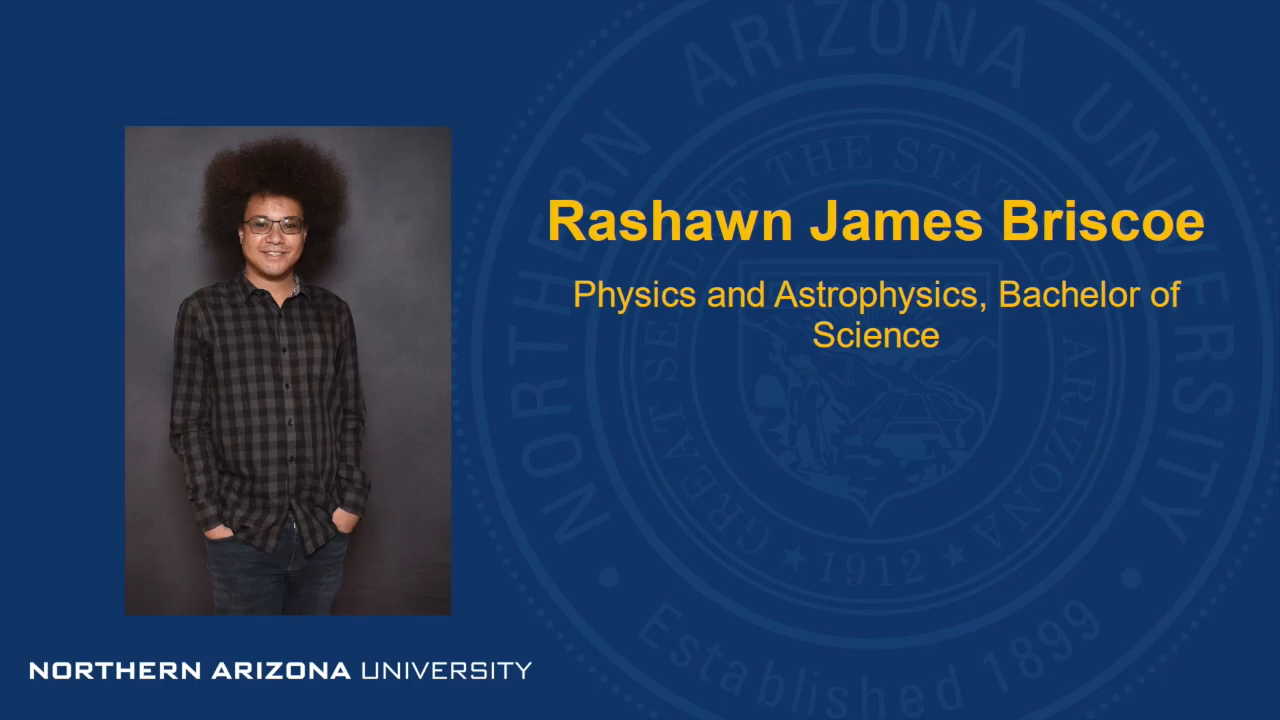 Rashawn James Briscoe
Physics and Astrophysics, Bachelor of
Science
NORTHERN ARIZONA UNIVERSITY
NORTHERN ARIZONA UNIVERSITY
GREAT SEAL OF THE STATE OF ARIZONA
1912
Established 1899